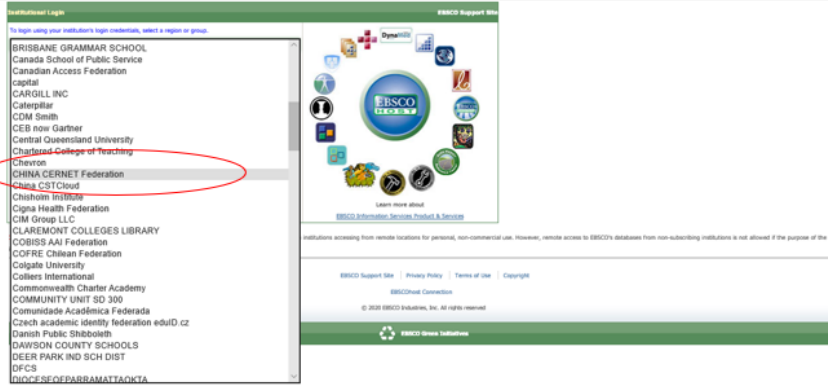 Institutional Login
EBSCO Support Site
To login using your institution's login credentials, select a region or group.
BRISBANE GRAMMAR SCHOOL
Canada School of Public Service
Canadian Access Federation
capital
CARGILL INC
Caterpillar
CDM Smith
CEB now Gartner
Central Queensland University
Chartered College of Teaching
Chevron
CHINA CERNET Federation
China CSTCloud
Chisholm Institute
Cigna Health Federation
CIM Group LLC
CLAREMONT COLLEGES LIBRARY
COBISS AAI Federation
COFRE Chilean Federation
Colgate University
Colliers International
Commonwealth Charter Academy
COMMUNITY UNIT SD 300
Comunidade Acadêmica Federada
Czech academic identity federation eduID.cz
Danish Public Shibboleth
DAWSON COUNTY SCHOOLS
DEER PARK IND SCH DIST
DFCS
DIOCESEOFPARRAMATTAOKTA
DynaMed
EBSCO
HOST
Learn more about
EBSCO Information Services Product & Services
institutions accessing from remote locations for personal, non-commercial use. However, remote access to EBSCO's databases from non-subscribing institutions is not allowed if the purpose of the
EBSCO Support Site | Privacy Policy | Terms of Use | Copyright
EBSCOhost Connection
© 2020 EBSCO Industries, Inc. All rights reserved
EBSCO Green Initiatives